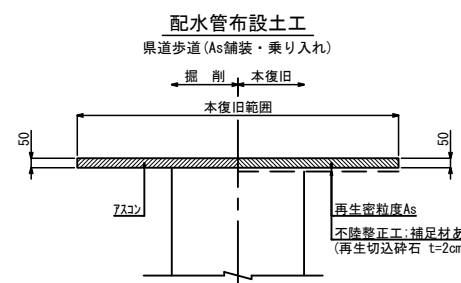 配水管布設土工
県道歩道(As舗装・乗り入れ)
掘 削 本復旧
本復旧範囲
50
50
アスコン
再生密粒度As
不陸整正工:補足材あ
(再生切込砕石 t=2cm